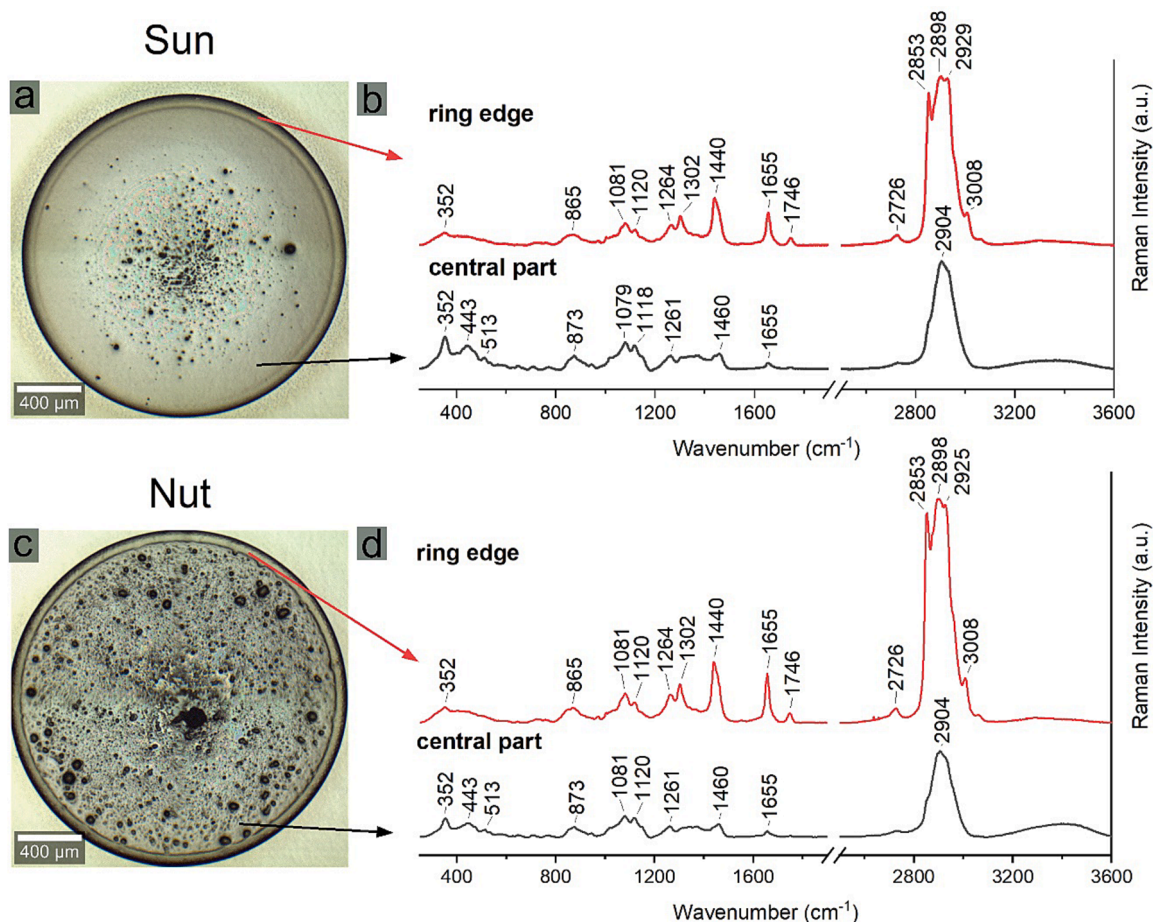 Sun
a
400 µm
b
ring edge
352
865
1081
1120
1264
1302
1440
1655
1746
2726
2853
2898
2929
3008
central part
352
443
513
873
1079
1118
1261
1460
1655
2904
400 800 1200 1600 2800 3200 3600
Wavenumber (cm-1)
Raman Intensity (a.u.)
Nut
c
400 µm
d
ring edge
352
865
1081
1120
1264
1302
1440
1655
1746
2726
2853
2898
2925
3008
central part
352
443
513
873
1081
1120
1261
1460
1655
2904
400 800 1200 1600 2800 3200 3600
Wavenumber (cm-1)
Raman Intensity (a.u.)